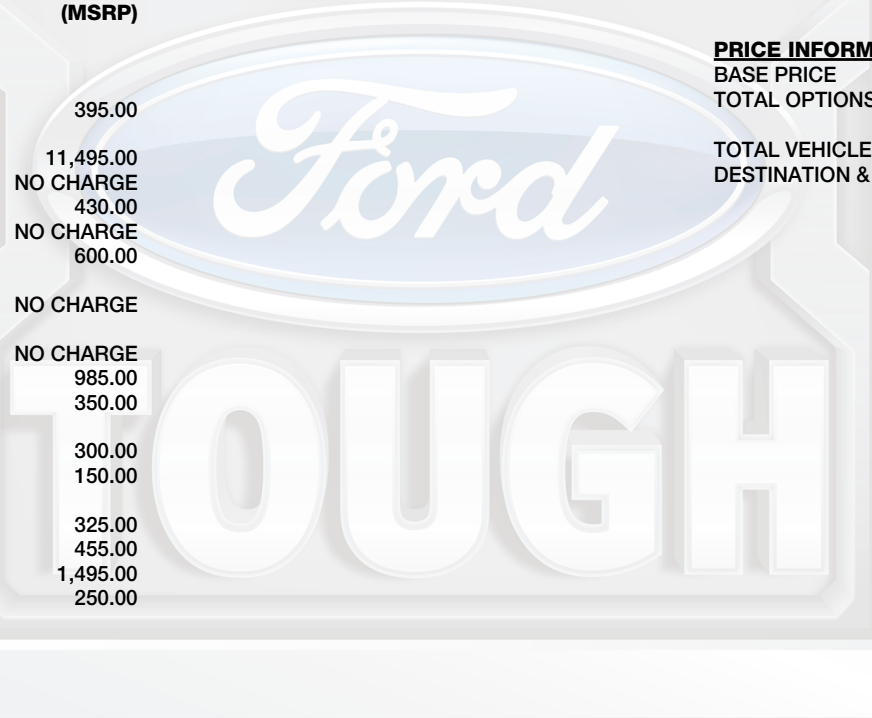 (MSRP)
395.00
11,495.00
NO CHARGE
430.00
NO CHARGE
600.00
NO CHARGE
NO CHARGE
985.00
350.00
300.00
150.00
325.00
455.00
1,495.00
250.00
PRICE INFORM
BASE PRICE
TOTAL OPTIONS
TOTAL VEHICLE
DESTINATION &
Ford
TOUGH